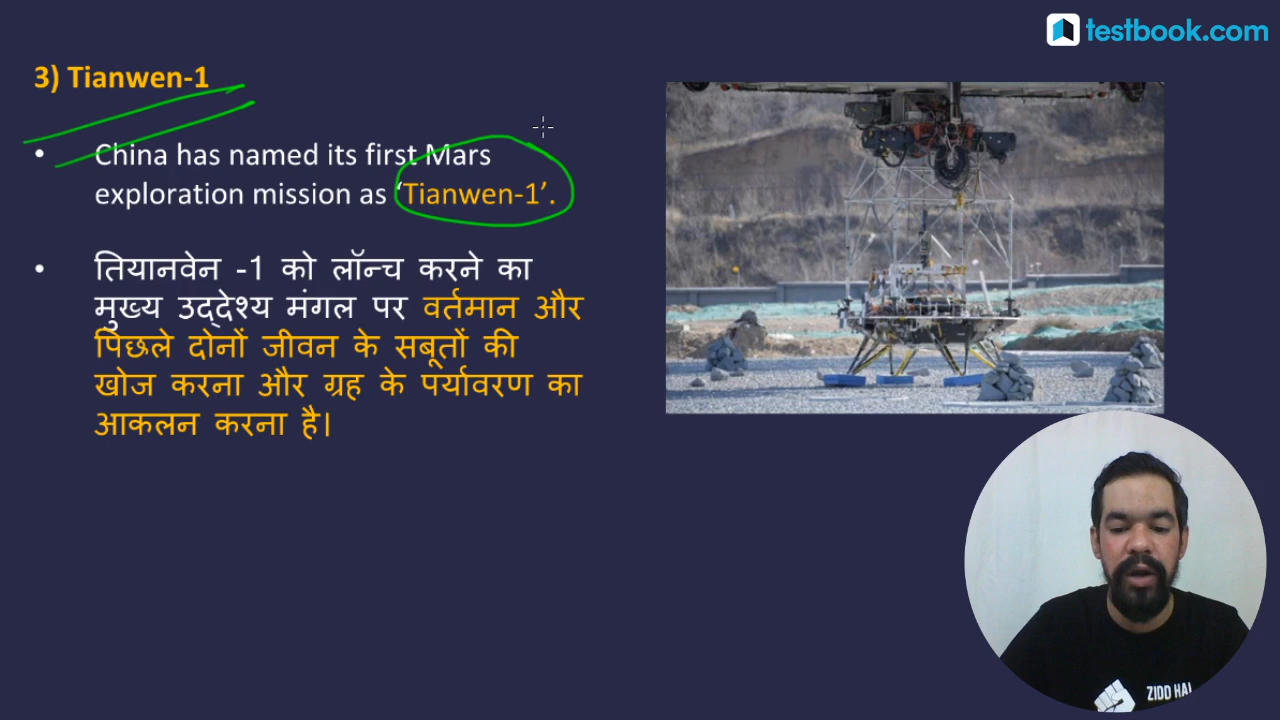 testbook.com
3) Tianwen-1
• China has named its first Mars
exploration mission as ‘Tianwen-1’.
• तियानवेन -1 को लॉन्च करने का
मुख्य उद्देश्य मंगल पर वर्तमान और
पिछले दोनों जीवन के सबूतों की
खोज करना और ग्रह के पर्यावरण का
आकलन करना है।
ZIDD HAI